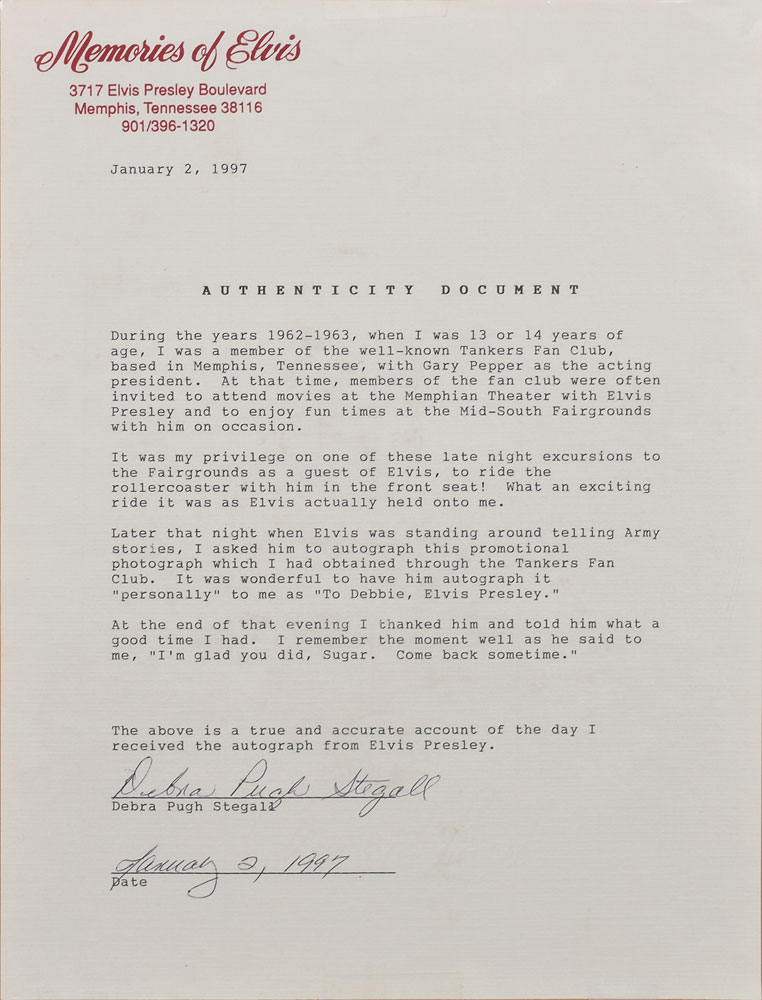 Memories of Elvis
3717 Elvis Presley Boulevard
Memphis, Tennessee 38116
901/396-1320
January 2, 1997
AUTHENTICITY DOCUMENT
During the years 1962-1963, when I was 13 or 14 years of
age, I was a member of the well-known Tankers Fan Club,
based in Memphis, Tennessee, with Gary Pepper as the acting
president. At that time, members of the fan club were often
invited to attend movies at the Memphian Theater with Elvis
Presley and to enjoy fun times at the Mid-South Fairgrounds
with him on occasion.
It was my privilege on one of these late night excursions to
the Fairgrounds as a guest of Elvis, to ride the
rollercoaster with him in the front seat! What an exciting
ride it was as Elvis actually held onto me.
Later that night when Elvis was standing around telling Army
stories, I asked him to autograph this promotional
photograph which I had obtained through the Tankers Fan
Club. It was wonderful to have him autograph it
"personally" to me as "To Debbie, Elvis Presley."
At the end of that evening I thanked him and told him what a
good time I had. I remember the moment well as he said to
me, "I'm glad you did, Sugar. Come back sometime."
The above is a true and accurate account of the day I
received the autograph from Elvis Presley.
Debra Pugh Stegall
Debra Pugh Stegall
January 2, 1997
Date